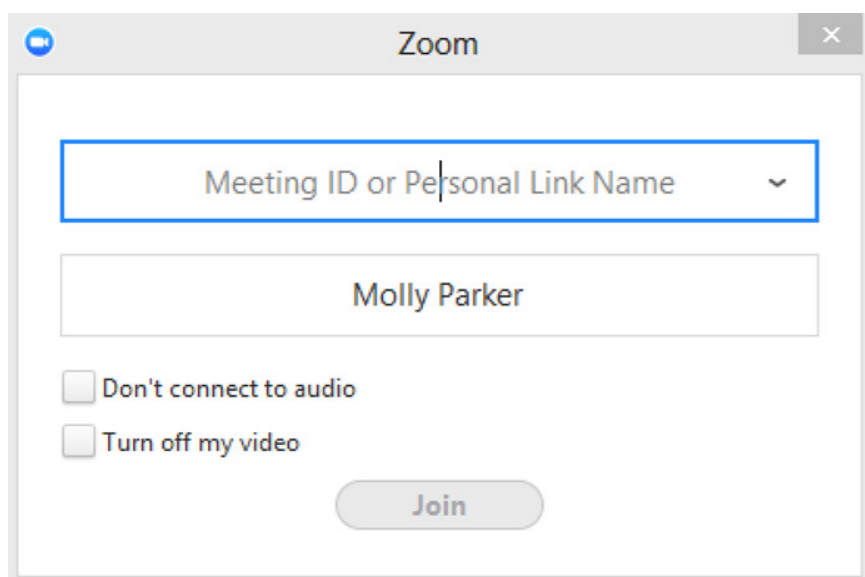 Zoom
Meeting ID or Personal Link Name
Molly Parker
Don't connect to audio
Turn off my video
Join